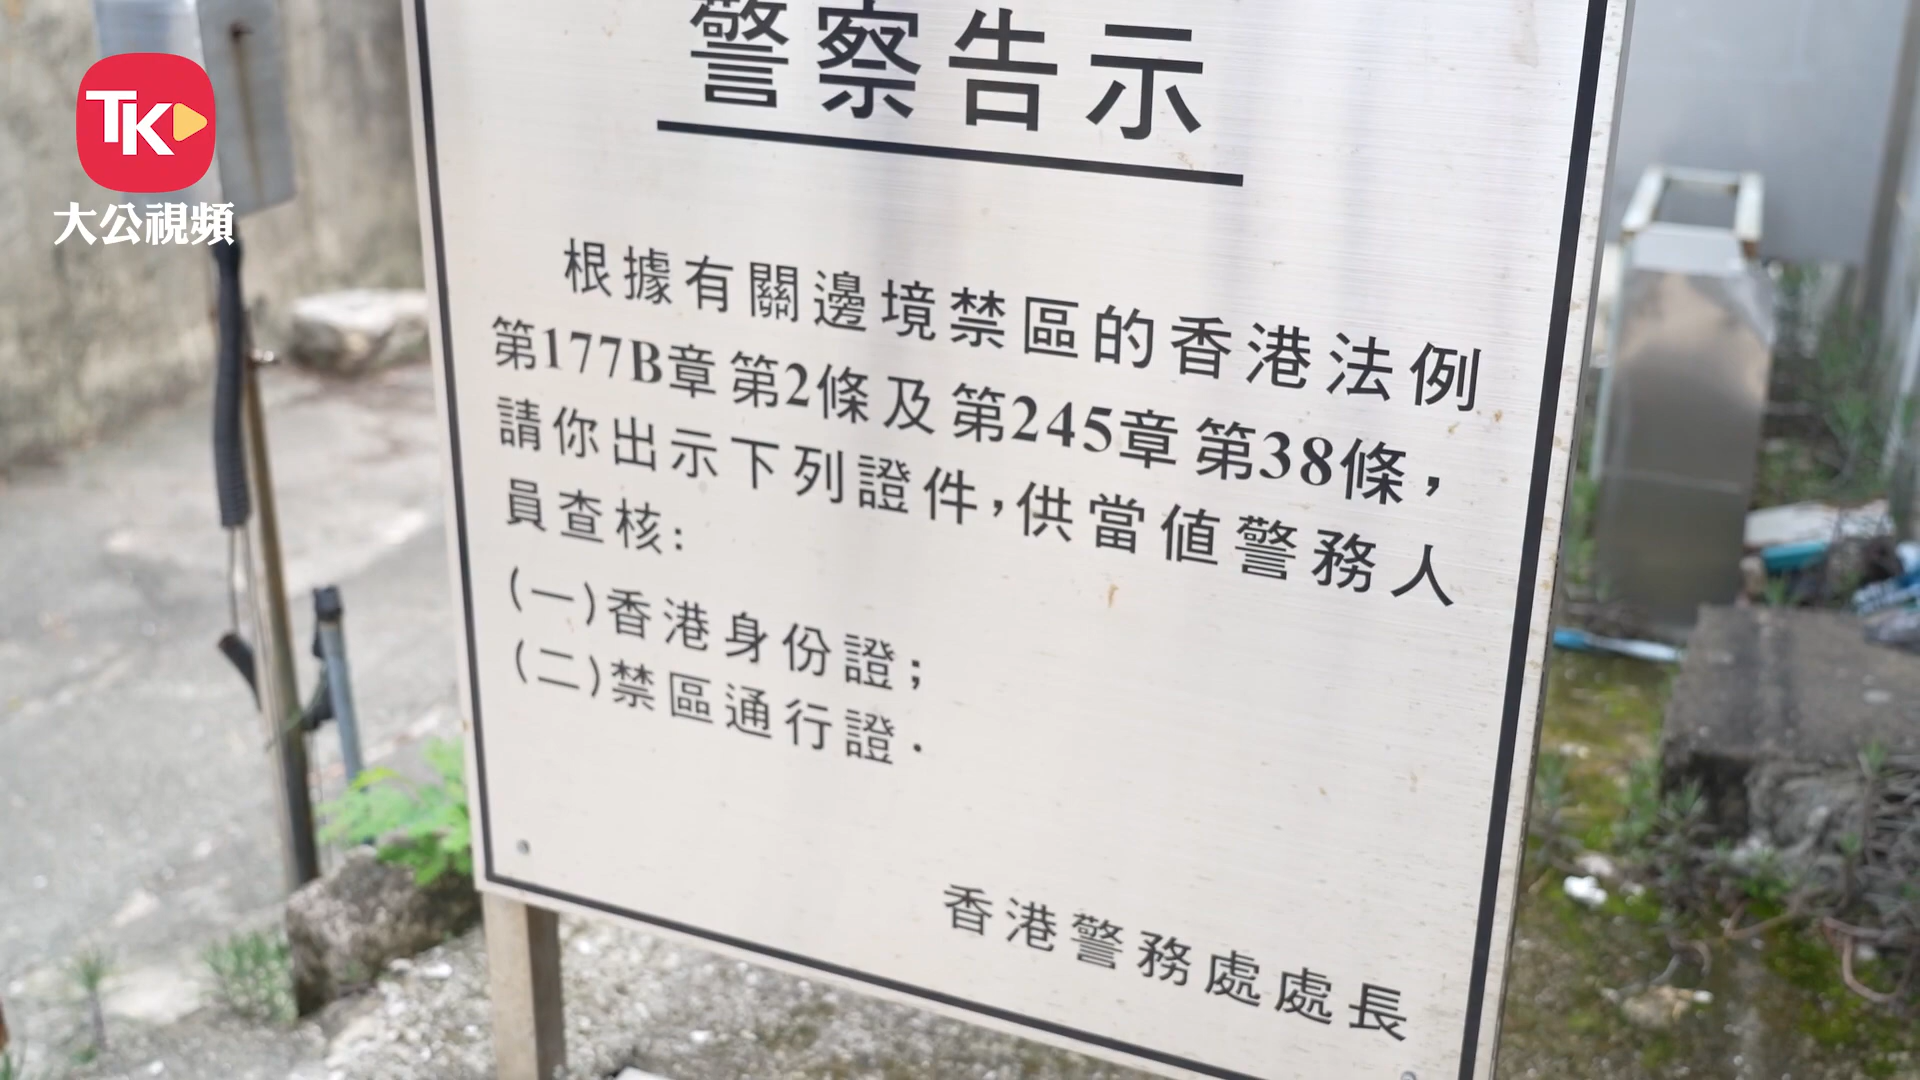 TK
大公視頻
警察告示
根據有關邊境禁區的香港法例
第177B章第2條及第245章第38條，
請你出示下列證件，供當值警務人
員查核：
(一)香港身份證；
(二)禁區通行證．
香港警務處處長